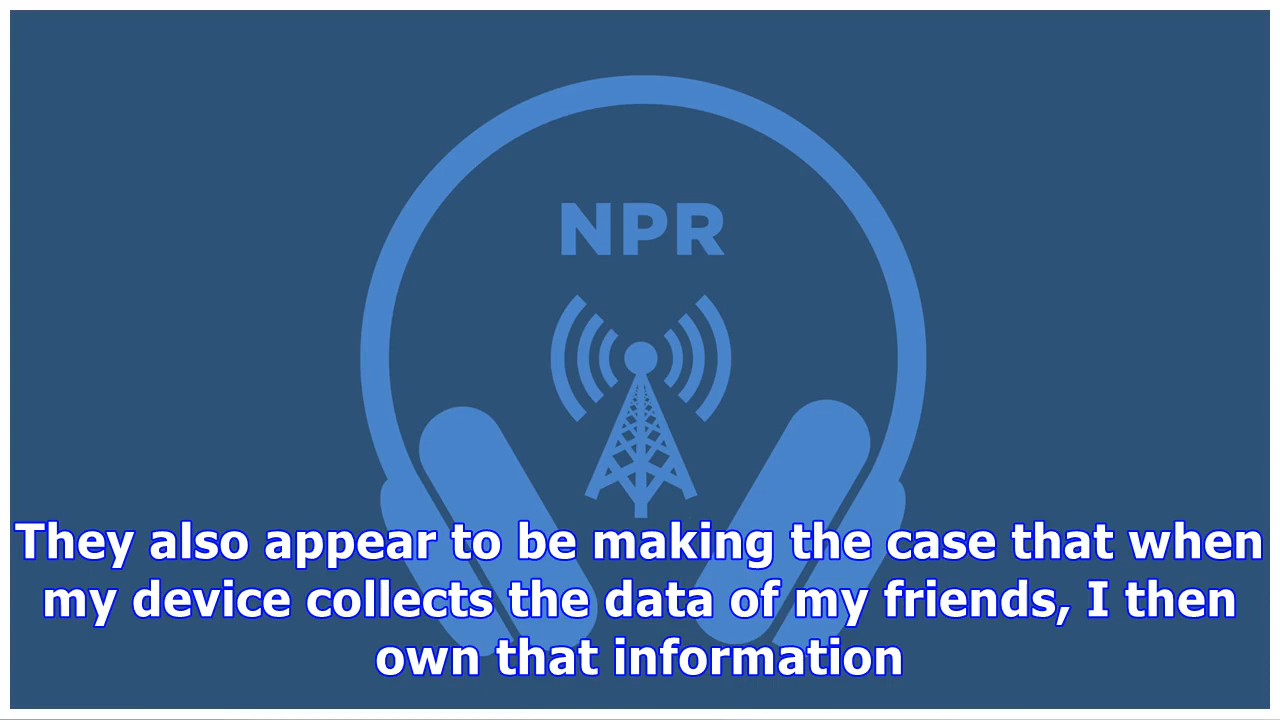 NPR
They also appear to be making the case that when
my device collects the data of my friends, I then
own that information